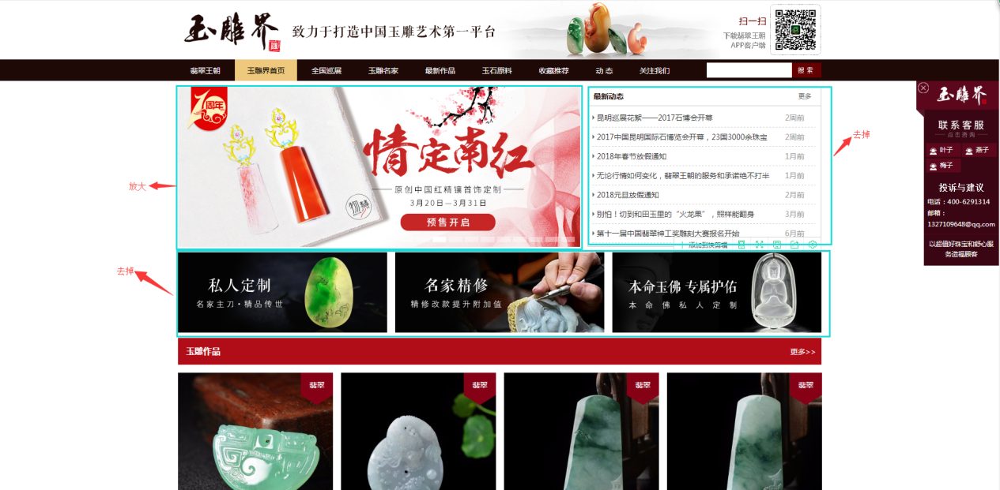 玉雕界
致力于打造中国玉雕艺术第一平台
扫一扫
下载翡翠王朝
APP客户端
翡翠王朝 玉雕界首页 全国巡展 玉雕名家 最新作品 玉石原料 收藏推荐 动 态 关注我们 搜 索
10周年
情定南红
原创中国红精镶首饰定制
3月20日—3月31日
预售开启
放大
最新动态 更多
昆明巡展花絮——2017石博会开幕 2周前
2017中国昆明国际石博览会开幕，23国3000余珠宝 2周前
2018年春节放假通知 1月前
无论行情如何变化，翡翠王朝的服务和承诺绝不打半 1月前
2018元旦放假通知 2月前
别怕！切到和田玉里的“火龙果”，照样能翻身 3月前
第十一届中国翡翠神工奖雕刻大赛报名开始 6月前
去掉
玉雕界
联系客服
点击咨询
叶子 燕子
梅子
投诉与建议
电话：400-6291314
邮箱：
1327109648@qq.com
以超值好珠宝和舒心服
务造福顾客
去掉
私人定制
名家主刀·精品传世
名家精修
精修改款提升附加值
本命玉佛 专属护佑
本命佛私人定制
玉雕作品 更多>>
翡翠 翡翠 翡翠 翡翠